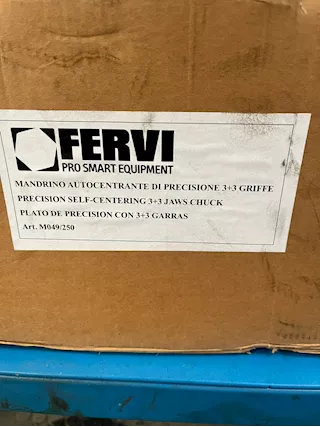 FERVI
PRO SMART EQUIPMENT
MANDRINO AUTOCENTRANTE DI PRECISIONE 3+3 GRIFFE
PRECISION SELF-CENTERING 3+3 JAWS CHUCK
PLATO DE PRECISION CON 3+3 GARRAS
Art. M049/250